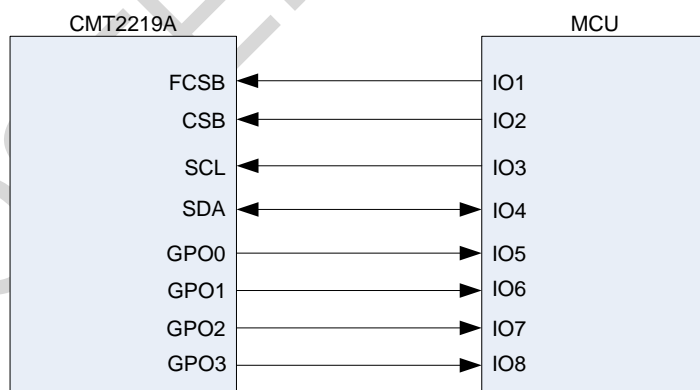 CMT2219A MCU
FCSB IO1
CSB IO2
SCL IO3
SDA IO4
GPO0 IO5
GPO1 IO6
GPO2 IO7
GPO3 IO8